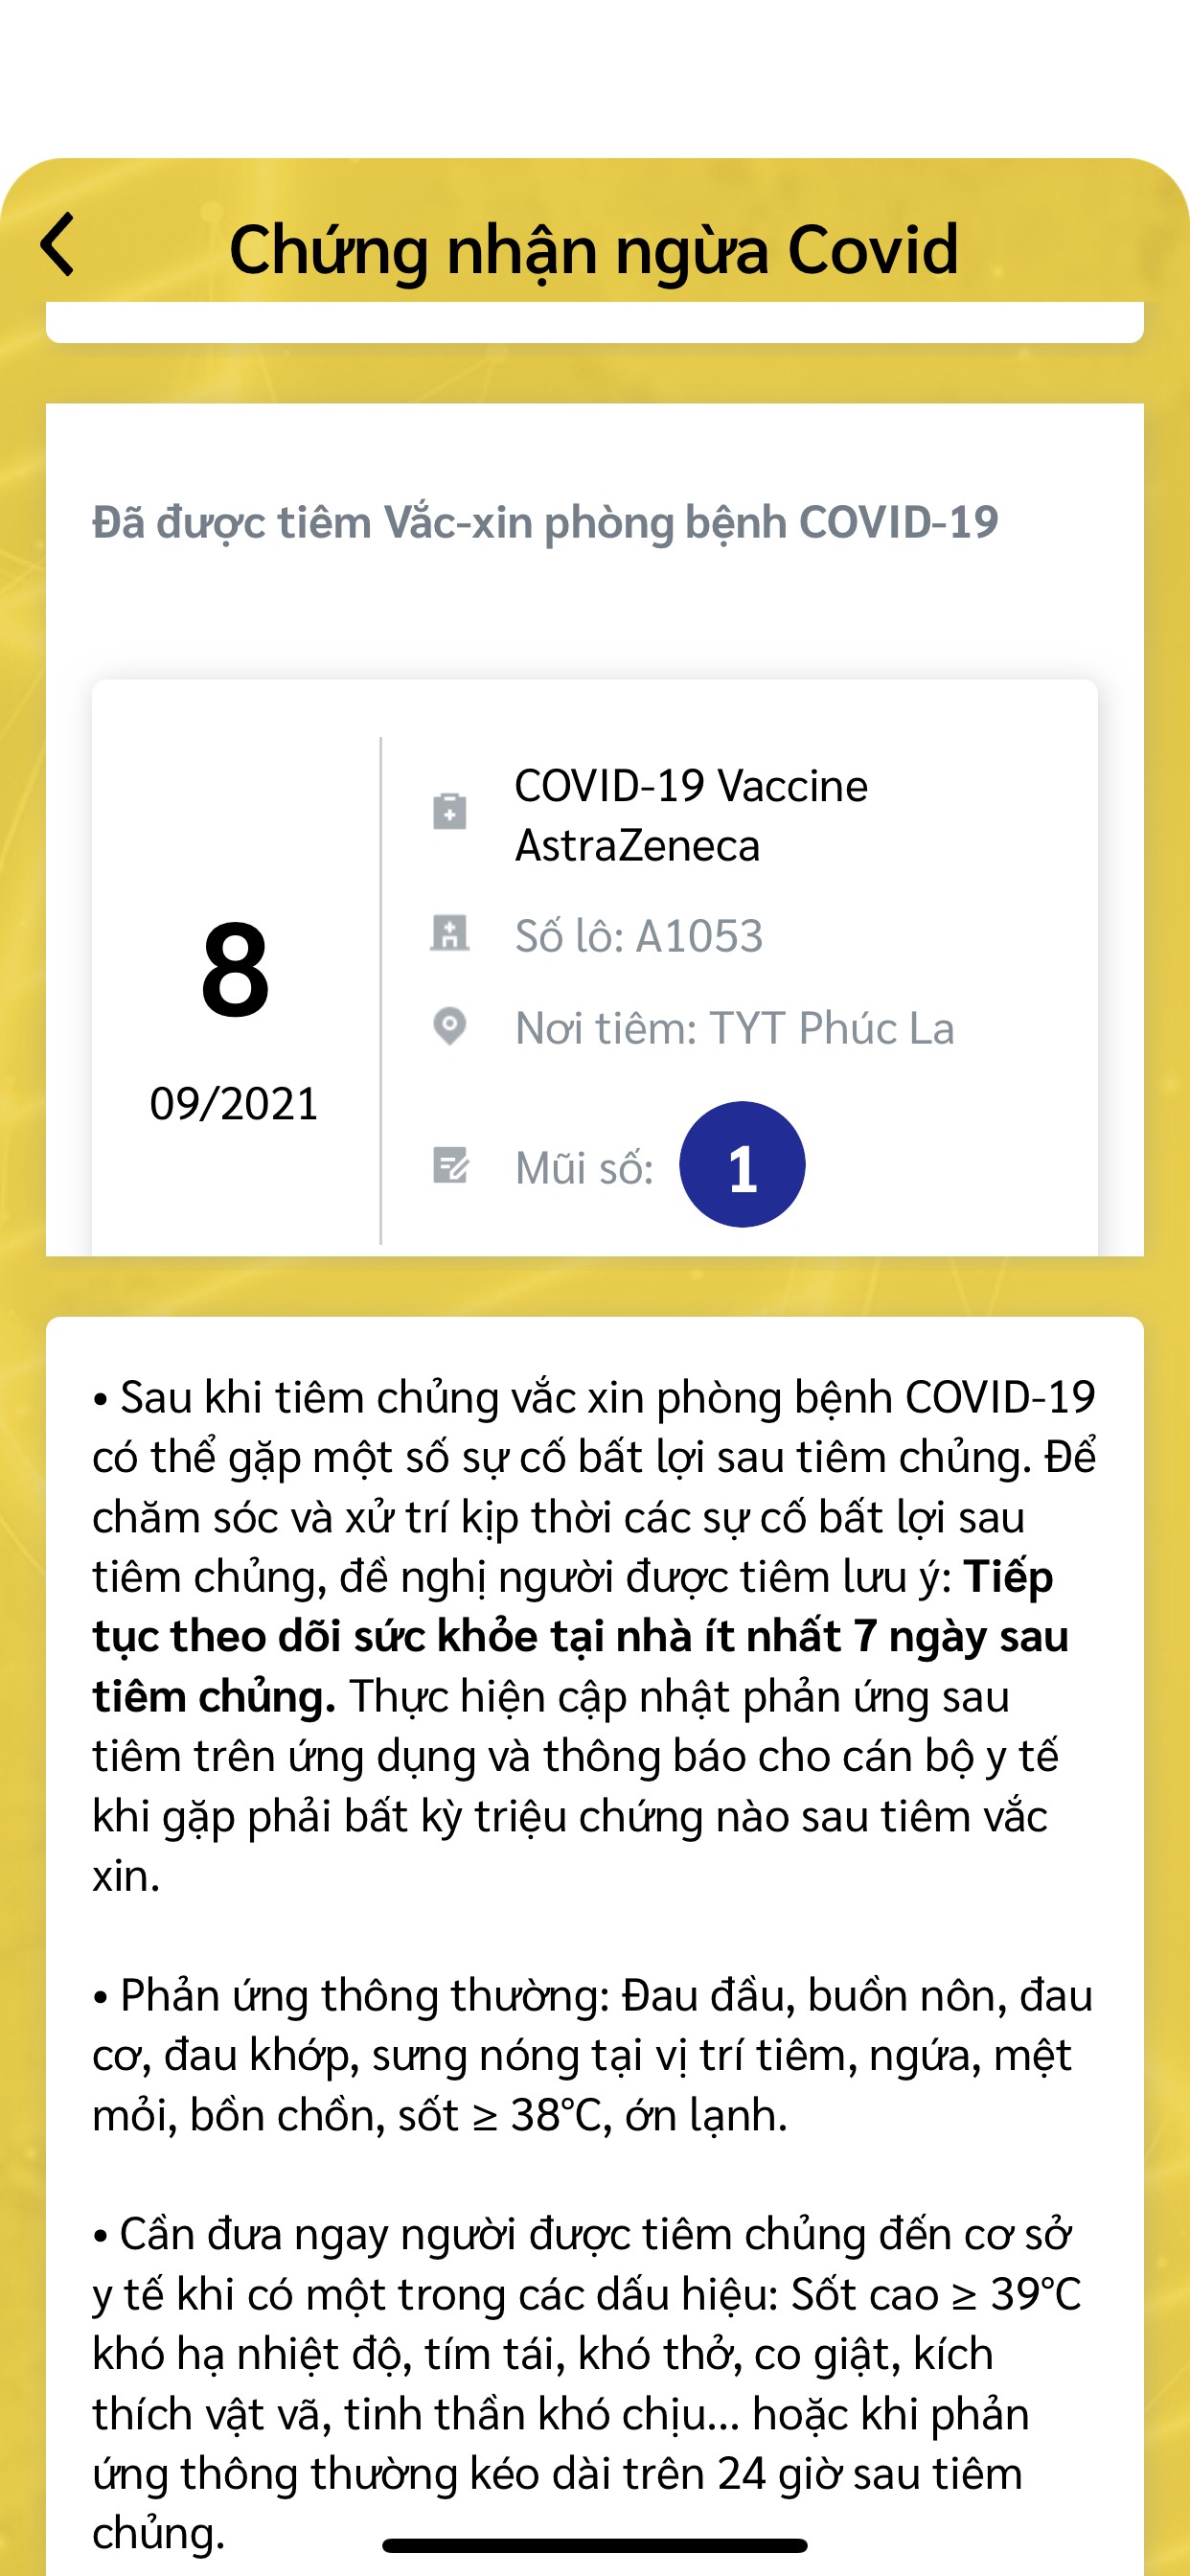 Chứng nhận ngừa Covid
Đã được tiêm Vắc-xin phòng bệnh COVID-19
8
09/2021
COVID-19 Vaccine
AstraZeneca
Số lô: A1053
Nơi tiêm: TYT Phúc La
Mũi số: 1
• Sau khi tiêm chủng vắc xin phòng bệnh COVID-19
có thể gặp một số sự cố bất lợi sau tiêm chủng. Để
chăm sóc và xử trí kịp thời các sự cố bất lợi sau
tiêm chủng, đề nghị người được tiêm lưu ý: Tiếp
tục theo dõi sức khỏe tại nhà ít nhất 7 ngày sau
tiêm chủng. Thực hiện cập nhật phản ứng sau
tiêm trên ứng dụng và thông báo cho cán bộ y tế
khi gặp phải bất kỳ triệu chứng nào sau tiêm vắc
xin.
• Phản ứng thông thường: Đau đầu, buồn nôn, đau
cơ, đau khớp, sưng nóng tại vị trí tiêm, ngứa, mệt
mỏi, bồn chồn, sốt ≥ 38°C, ớn lạnh.
• Cần đưa ngay người được tiêm chủng đến cơ sở
y tế khi có một trong các dấu hiệu: Sốt cao ≥ 39°C
khó hạ nhiệt độ, tím tái, khó thở, co giật, kích
thích vật vã, tinh thần khó chịu... hoặc khi phản
ứng thông thường kéo dài trên 24 giờ sau tiêm
chủng.